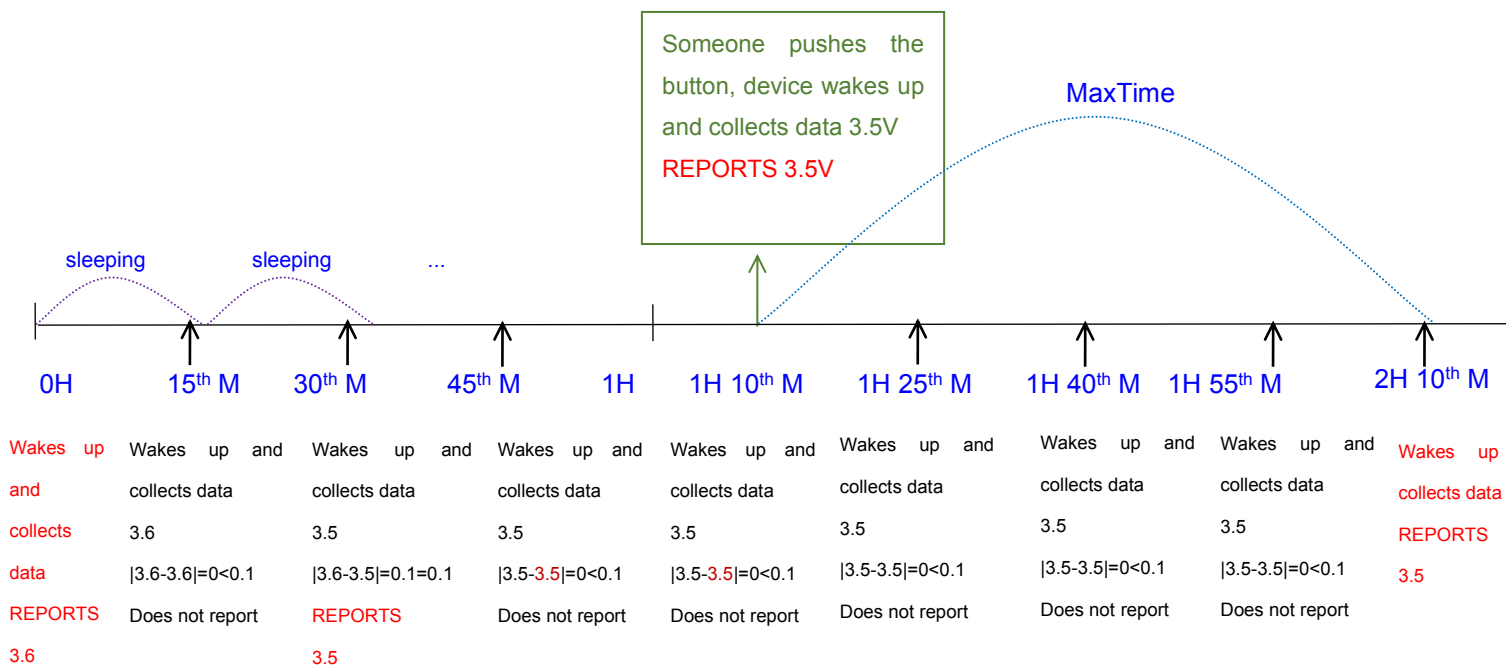 Someone pushes the
button, device wakes up
and collects data 3.5V
REPORTS 3.5V
MaxTime
sleeping
sleeping
...
0H
15th M
30th M
45th M
1H
1H 10th M
1H 25th M
1H 40th M
1H 55th M
2H 10th M
Wakes up
and
collects
data
REPORTS
3.6
Wakes up and
collects data
3.6
|3.6-3.6|=0<0.1
Does not report
Wakes up and
collects data
3.5
|3.6-3.5|=0.1=0.1
REPORTS
3.5
Wakes up and
collects data
3.5
|3.5-3.5|=0<0.1
Does not report
Wakes up and
collects data
3.5
|3.5-3.5|=0<0.1
Does not report
Wakes up and
collects data
3.5
|3.5-3.5|=0<0.1
Does not report
Wakes up and
collects data
3.5
|3.5-3.5|=0<0.1
Does not report
Wakes up and
collects data
3.5
|3.5-3.5|=0<0.1
Does not report
Wakes up
collects data
REPORTS
3.5